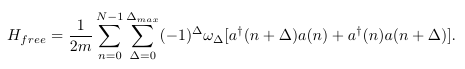 $$H_{free} = \frac{1}{2m} \sum_{n=0}^{N-1} \sum_{\Delta=0}^{\Delta_{max}} (-1)^{\Delta} \omega_{\Delta} [a^{\dagger}(n+\Delta)a(n) + a^{\dagger}(n)a(n+\Delta)].$$